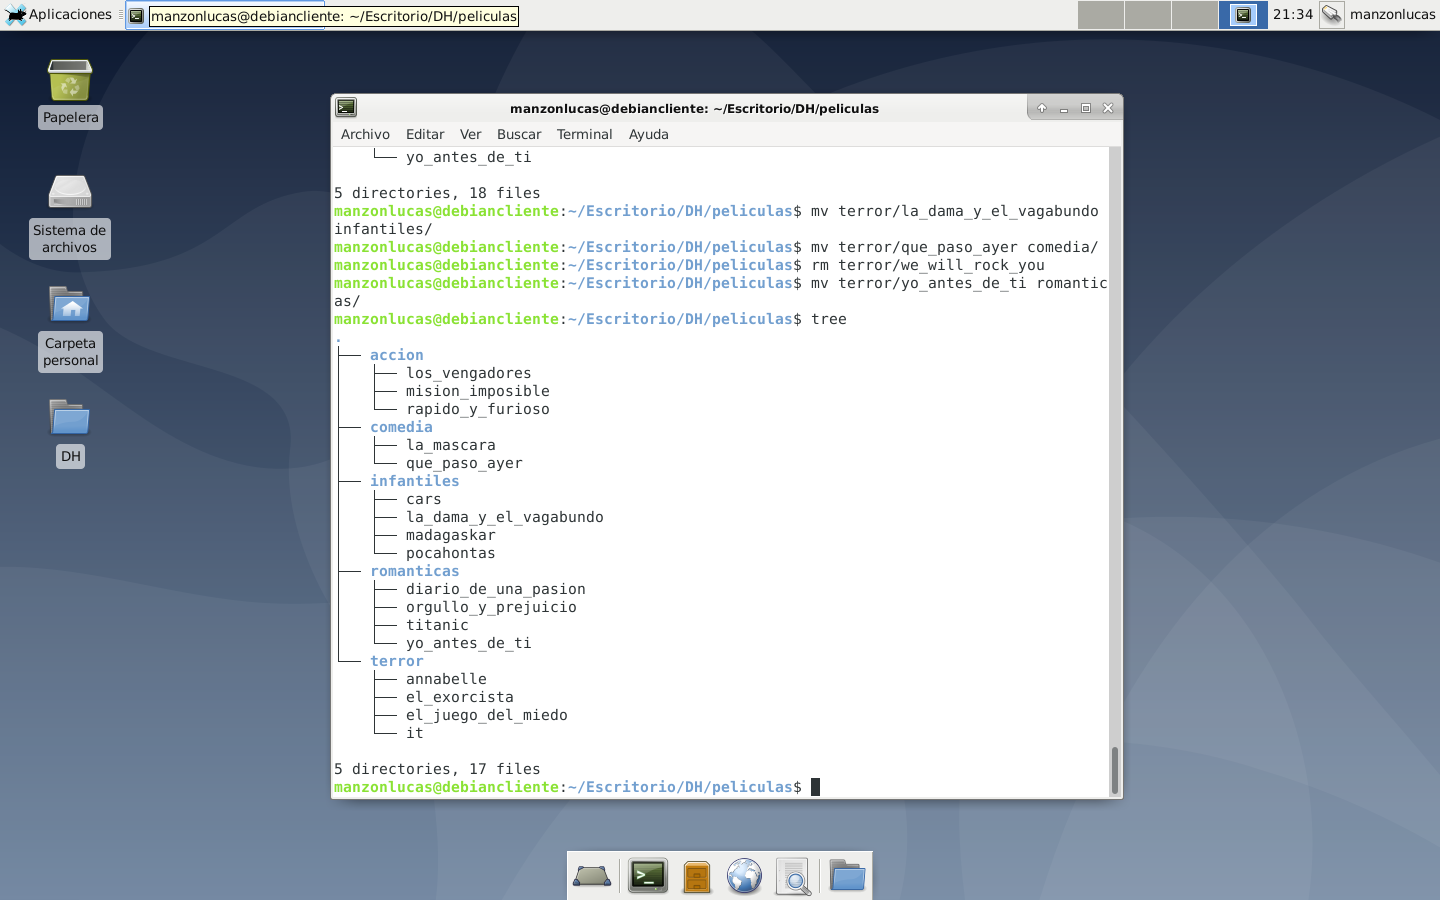 Aplicaciones
manzonlucas@debiancliente: ~/Escritorio/DH/peliculas
21:34
manzonlucas
Papelera
Sistema de
archivos
Carpeta
personal
DH
manzonlucas@debiancliente: ~/Escritorio/DH/peliculas
Archivo Editar Ver Buscar Terminal Ayuda
└── yo_antes_de_ti
5 directories, 18 files
manzonlucas@debiancliente:~/Escritorio/DH/peliculas$ mv terror/la_dama_y_el_vagabundo
infantiles/
manzonlucas@debiancliente:~/Escritorio/DH/peliculas$ mv terror/que_paso_ayer comedia/
manzonlucas@debiancliente:~/Escritorio/DH/peliculas$ rm terror/we_will_rock_you
manzonlucas@debiancliente:~/Escritorio/DH/peliculas$ mv terror/yo_antes_de_ti romantic
as/
manzonlucas@debiancliente:~/Escritorio/DH/peliculas$ tree
.
├── accion
│   ├── los_vengadores
│   ├── mision_imposible
│   └── rapido_y_furioso
├── comedia
│   ├── la_mascara
│   └── que_paso_ayer
├── infantiles
│   ├── cars
│   ├── la_dama_y_el_vagabundo
│   ├── madagaskar
│   └── pocahontas
├── romanticas
│   ├── diario_de_una_pasion
│   ├── orgullo_y_prejuicio
│   ├── titanic
│   └── yo_antes_de_ti
└── terror
    ├── annabelle
    ├── el_exorcista
    ├── el_juego_del_miedo
    └── it
5 directories, 17 files
manzonlucas@debiancliente:~/Escritorio/DH/peliculas$